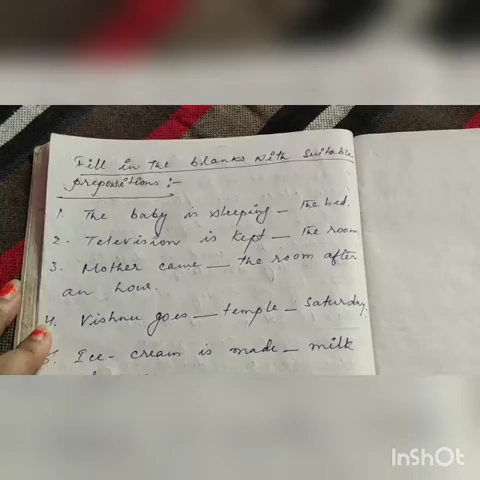 Fill in the blanks with suitable
prepositions :-
1. The baby is sleeping — the bed.
2. Television is kept — the room
3. Mother came — the room after
an hour.
4. Vishnu goes — temple — Saturday.
5. Ice-cream is made — milk
InShOt